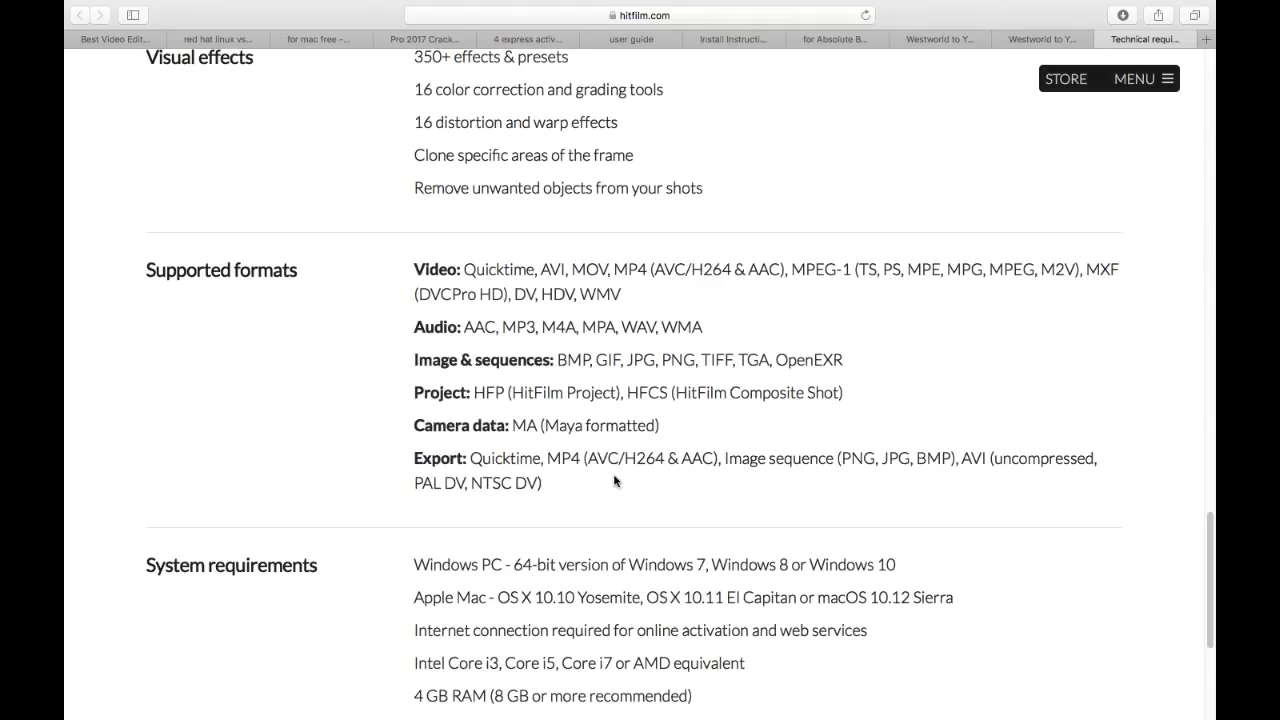 hitfilm.com
Best Video Edit...
red hat linux vs...
for mac free -...
Pro 2017 Crack...
4 express activ...
user guide
Install Instructi...
for Absolute B...
Westworld to Y...
Westworld to Y...
Technical requi...
STORE MENU
Visual effects
350+ effects & presets
16 color correction and grading tools
16 distortion and warp effects
Clone specific areas of the frame
Remove unwanted objects from your shots
Supported formats
Video: Quicktime, AVI, MOV, MP4 (AVC/H264 & AAC), MPEG-1 (TS, PS, MPE, MPG, MPEG, M2V), MXF
(DVCPro HD), DV, HDV, WMV
Audio: AAC, MP3, M4A, MPA, WAV, WMA
Image & sequences: BMP, GIF, JPG, PNG, TIFF, TGA, OpenEXR
Project: HFP (HitFilm Project), HFCS (HitFilm Composite Shot)
Camera data: MA (Maya formatted)
Export: Quicktime, MP4 (AVC/H264 & AAC), Image sequence (PNG, JPG, BMP), AVI (uncompressed,
PAL DV, NTSC DV)
System requirements
Windows PC - 64-bit version of Windows 7, Windows 8 or Windows 10
Apple Mac - OS X 10.10 Yosemite, OS X 10.11 El Capitan or macOS 10.12 Sierra
Internet connection required for online activation and web services
Intel Core i3, Core i5, Core i7 or AMD equivalent
4 GB RAM (8 GB or more recommended)